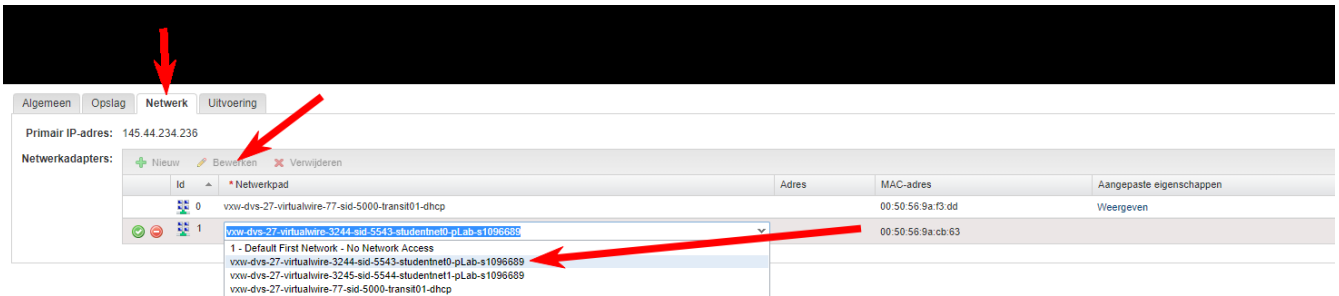 Algemeen Opslag Netwerk Uitvoering
Primair IP-adres: 145.44.234.236
Netwerkadapters: Nieuw Bewerken Verwijderen
Id * Netwerkpad Adres MAC-adres Aangepaste eigenschappen
0 vxw-dvs-27-virtualwire-77-sid-5000-transit01-dhcp 00:50:56:9a:f3:dd Weergeven
1 vxw-dvs-27-virtualwire-3244-sid-5543-studentnet0-pLab-s1096689 00:50:56:9a:cb:63
1 - Default First Network - No Network Access
vxw-dvs-27-virtualwire-3244-sid-5543-studentnet0-pLab-s1096689
vxw-dvs-27-virtualwire-3245-sid-5544-studentnet1-pLab-s1096689
vxw-dvs-27-virtualwire-77-sid-5000-transit01-dhcp